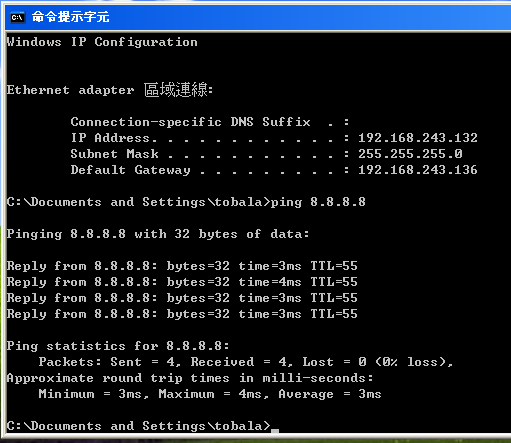 命令提示字元
Windows IP Configuration
Ethernet adapter 區域連線:
Connection-specific DNS Suffix . :
IP Address. . . . . . . . . . . . : 192.168.243.132
Subnet Mask . . . . . . . . . . . : 255.255.255.0
Default Gateway . . . . . . . . . : 192.168.243.136
C:\Documents and Settings\tobala>ping 8.8.8.8
Pinging 8.8.8.8 with 32 bytes of data:
Reply from 8.8.8.8: bytes=32 time=3ms TTL=55
Reply from 8.8.8.8: bytes=32 time=4ms TTL=55
Reply from 8.8.8.8: bytes=32 time=3ms TTL=55
Reply from 8.8.8.8: bytes=32 time=3ms TTL=55
Ping statistics for 8.8.8.8:
Packets: Sent = 4, Received = 4, Lost = 0 (0% loss),
Approximate round trip times in milli-seconds:
Minimum = 3ms, Maximum = 4ms, Average = 3ms
C:\Documents and Settings\tobala>_